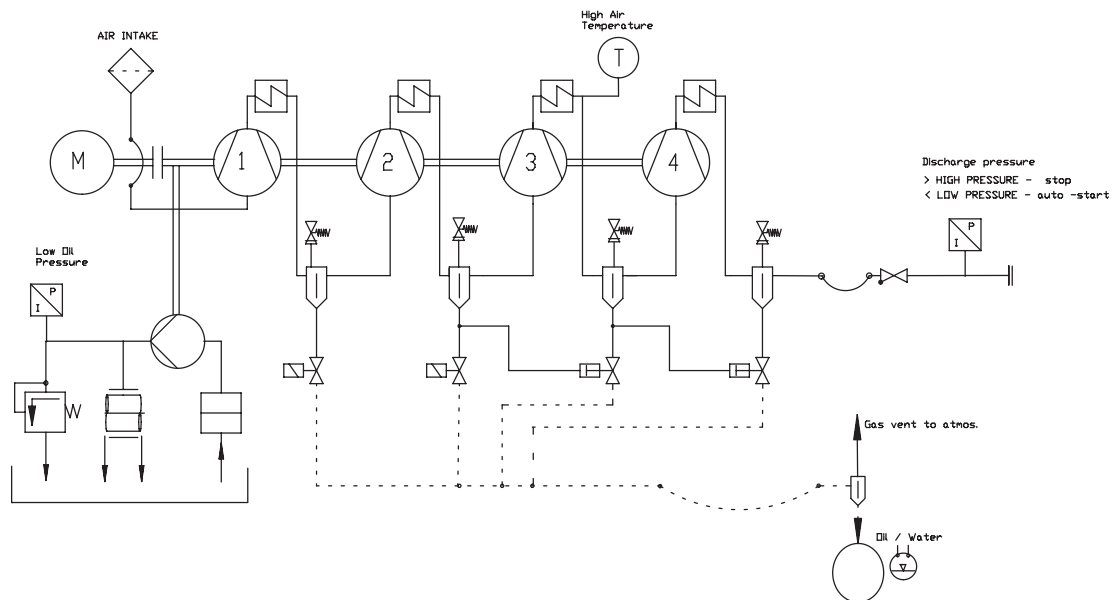 High Air
Temperature
AIR INTAKE
T
M
1
2
3
4
Discharge pressure
> HIGH PRESSURE - stop
< LOW PRESSURE - auto -start
P
I
Low Oil
Pressure
P
I
Gas vent to atmos.
Oil / Water